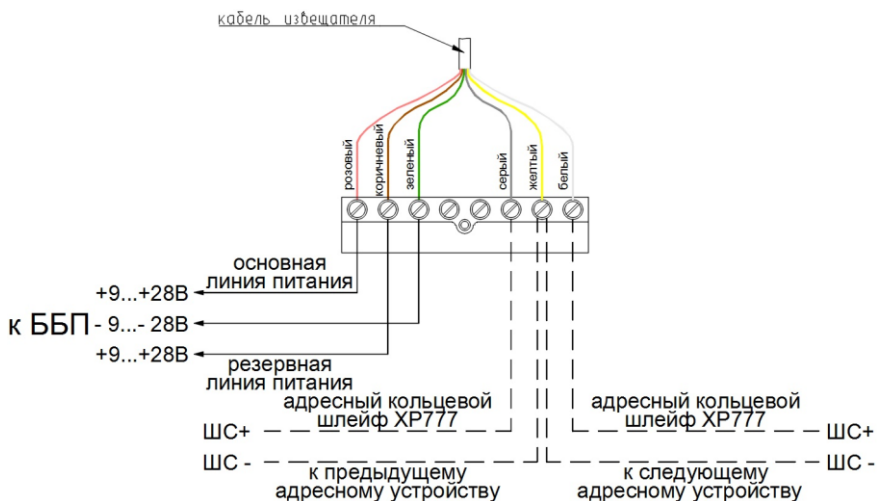 кабель извещателя
розовый
коричневый
зеленый
серый
желтый
белый
основная
линия питания
+9...+28В
к ББП
- 9...- 28В
+9...+28В
резервная
линия питания
адресный кольцевой
шлейф ХР777
адресный кольцевой
шлейф ХР777
ШС+
ШС+
ШС -
ШС -
к предыдущему
адресному устройству
к следующему
адресному устройству